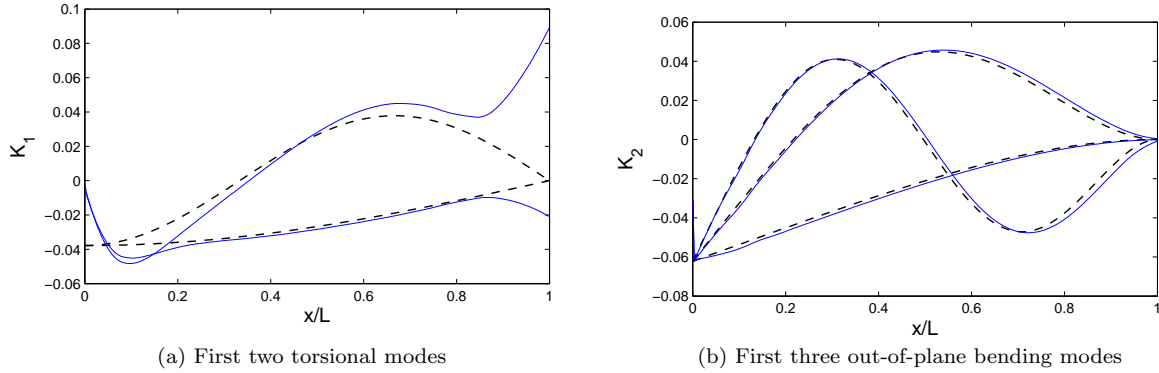 0.1
0.08
0.06
0.04
0.02
0
−0.02
−0.04
−0.06
K1
0 0.2 0.4 0.6 0.8 1
x/L
(a) First two torsional modes
0.06
0.04
0.02
0
−0.02
−0.04
−0.06
−0.08
K2
0 0.2 0.4 0.6 0.8 1
x/L
(b) First three out-of-plane bending modes